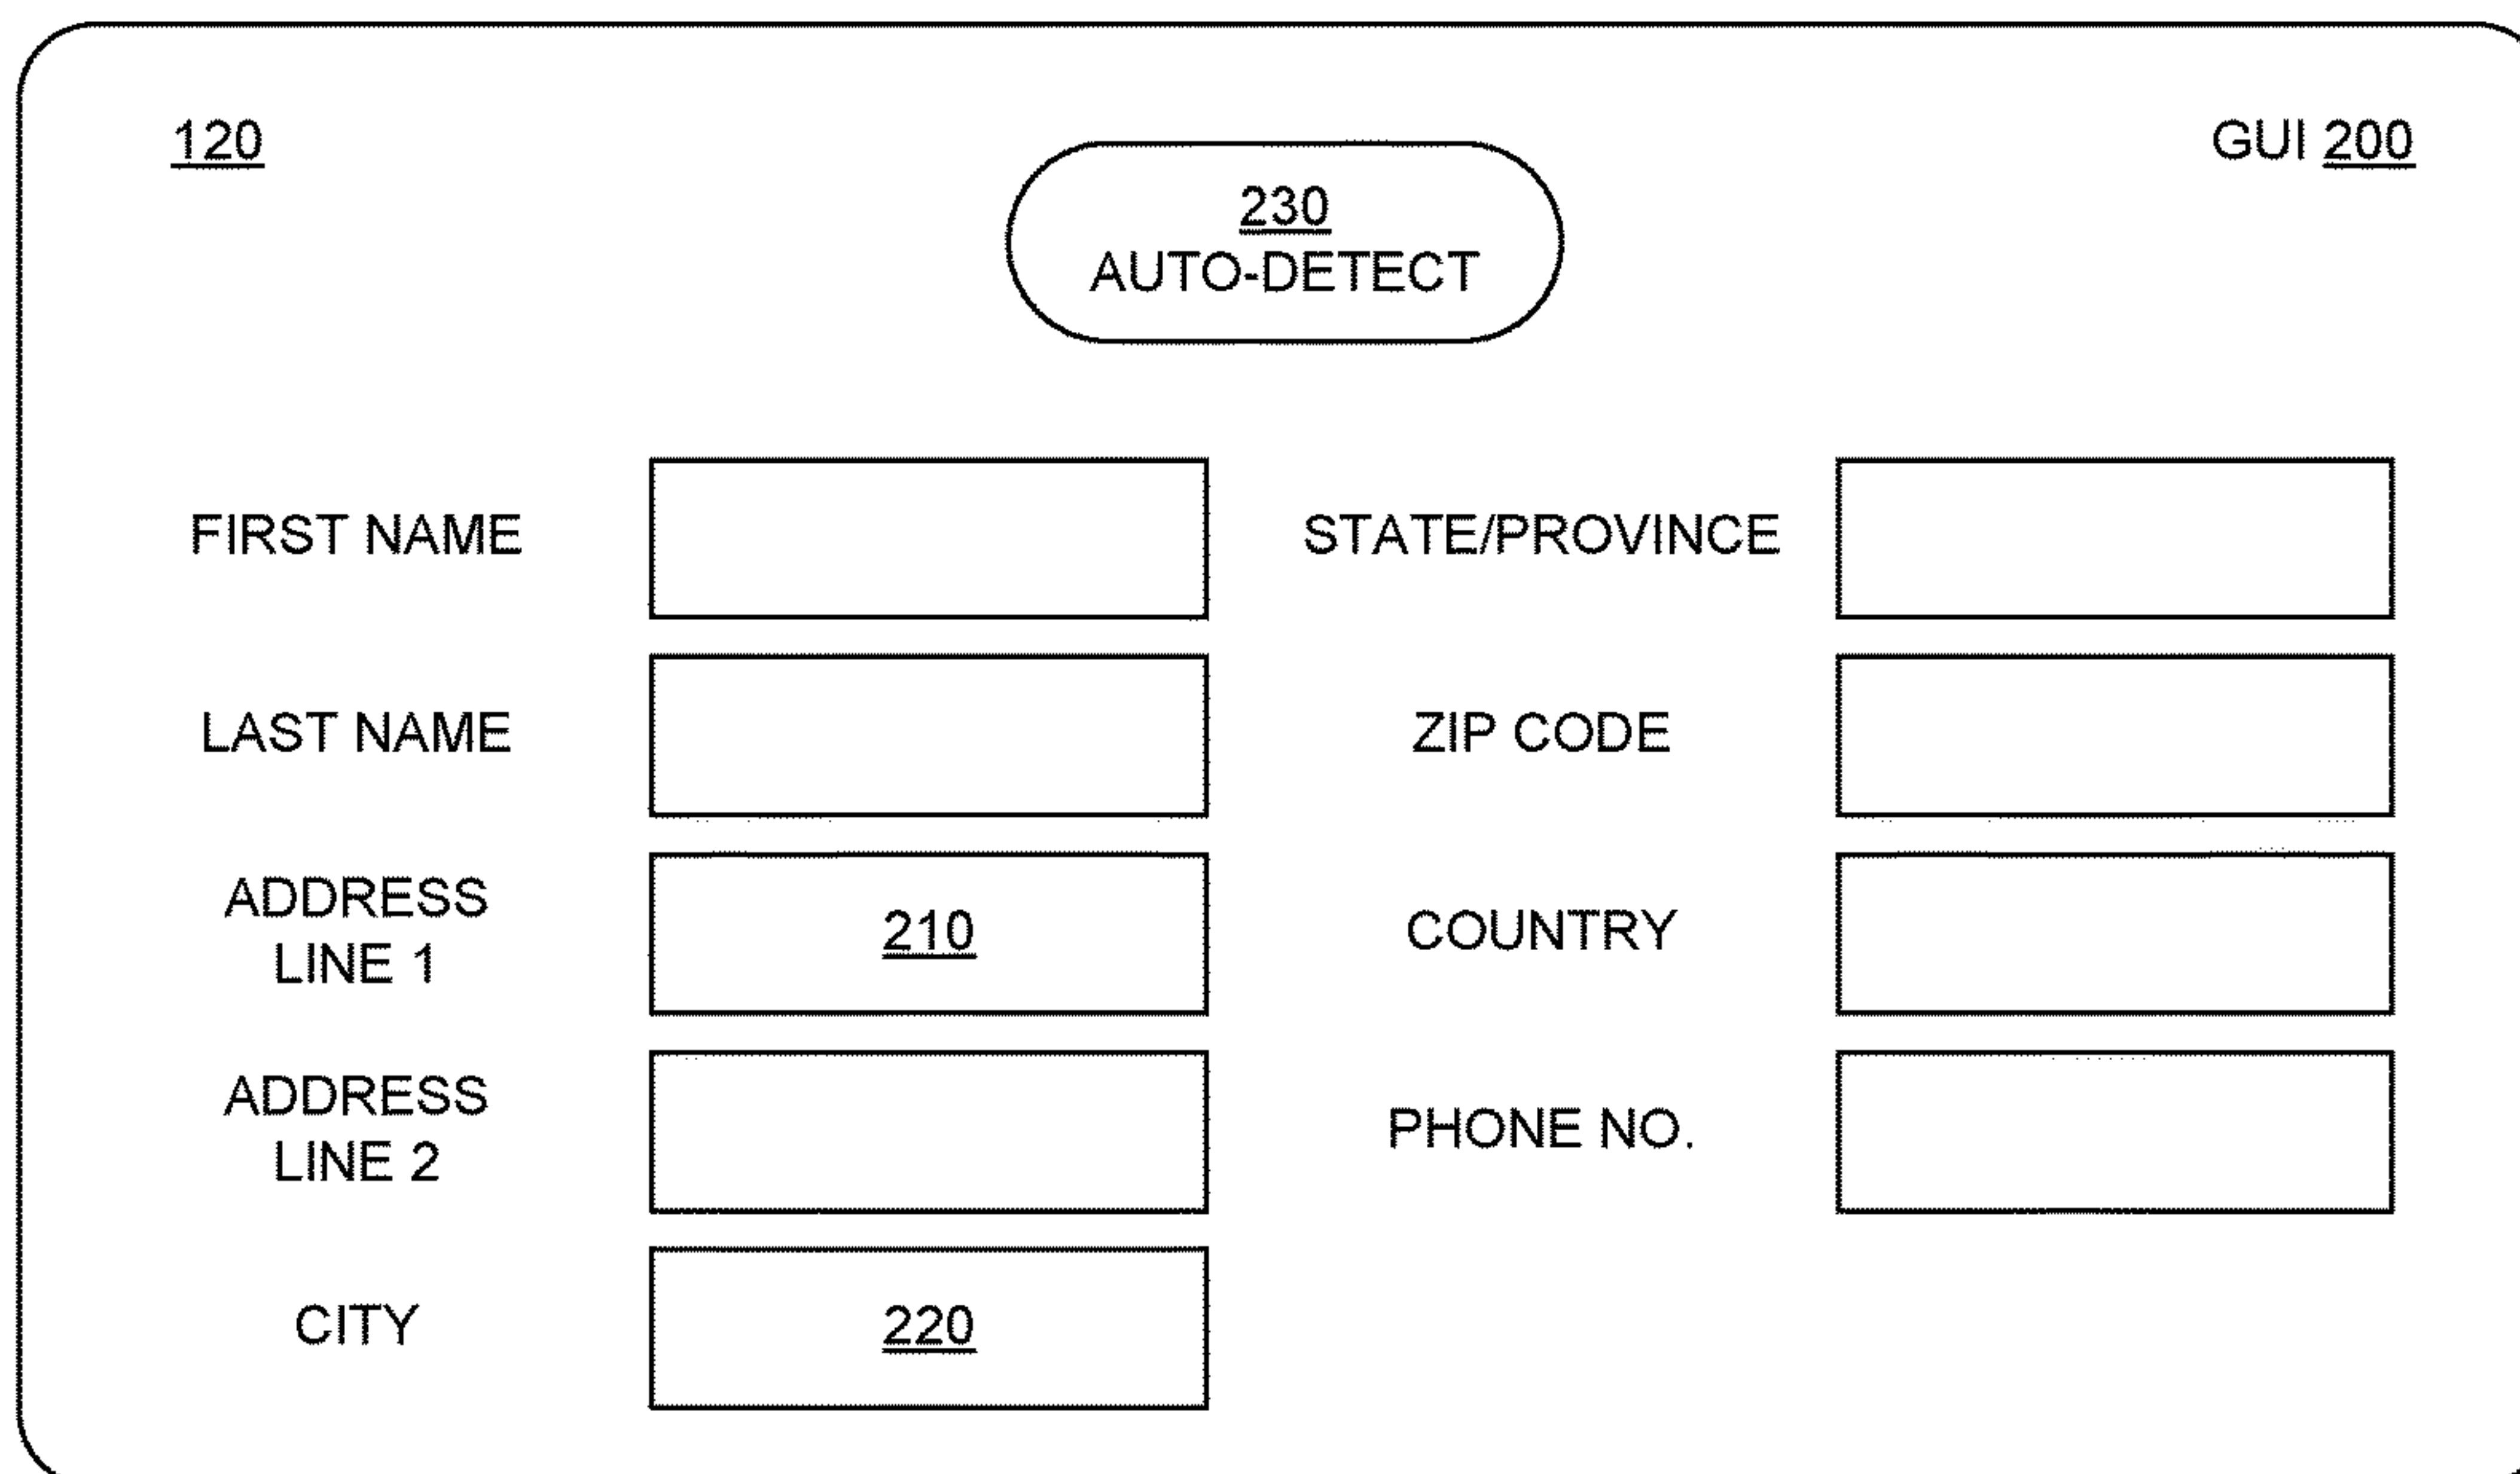 120
GUI 200
230
AUTO-DETECT
FIRST NAME
STATE/PROVINCE
LAST NAME
ZIP CODE
ADDRESS
LINE 1
210
COUNTRY
ADDRESS
LINE 2
PHONE NO.
CITY
220